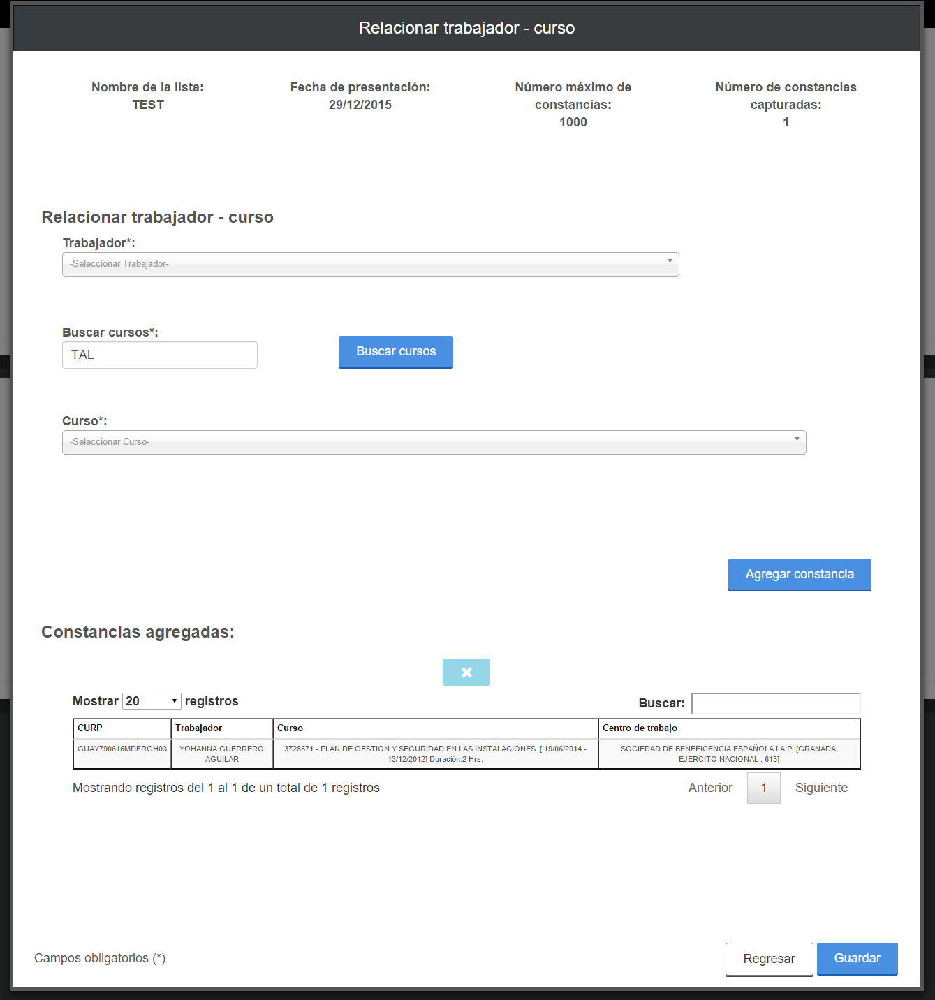 Relacionar trabajador - curso
Nombre de la lista:
TEST
Fecha de presentación:
29/12/2015
Número máximo de
constancias:
1000
Número de constancias
capturadas:
1
Relacionar trabajador - curso
Trabajador*:
-Seleccionar Trabajador-
Buscar cursos*:
TAL
Buscar cursos
Curso*:
-Seleccionar Curso-
Agregar constancia
Constancias agregadas:
Mostrar 20 registros
Buscar:
CURP Trabajador Curso Centro de trabajo
GUAY790616MDFRGH03
YOHANNA GUERRERO
AGUILAR
3728571 - PLAN DE GESTION Y SEGURIDAD EN LAS INSTALACIONES. [ 19/06/2014 -
13/12/2012] Duración:2 Hrs.
SOCIEDAD DE BENEFICENCIA ESPAÑOLA I.A.P. [GRANADA,
EJERCITO NACIONAL , 613]
Mostrando registros del 1 al 1 de un total de 1 registros
Anterior 1 Siguiente
Campos obligatorios (*)
Regresar
Guardar